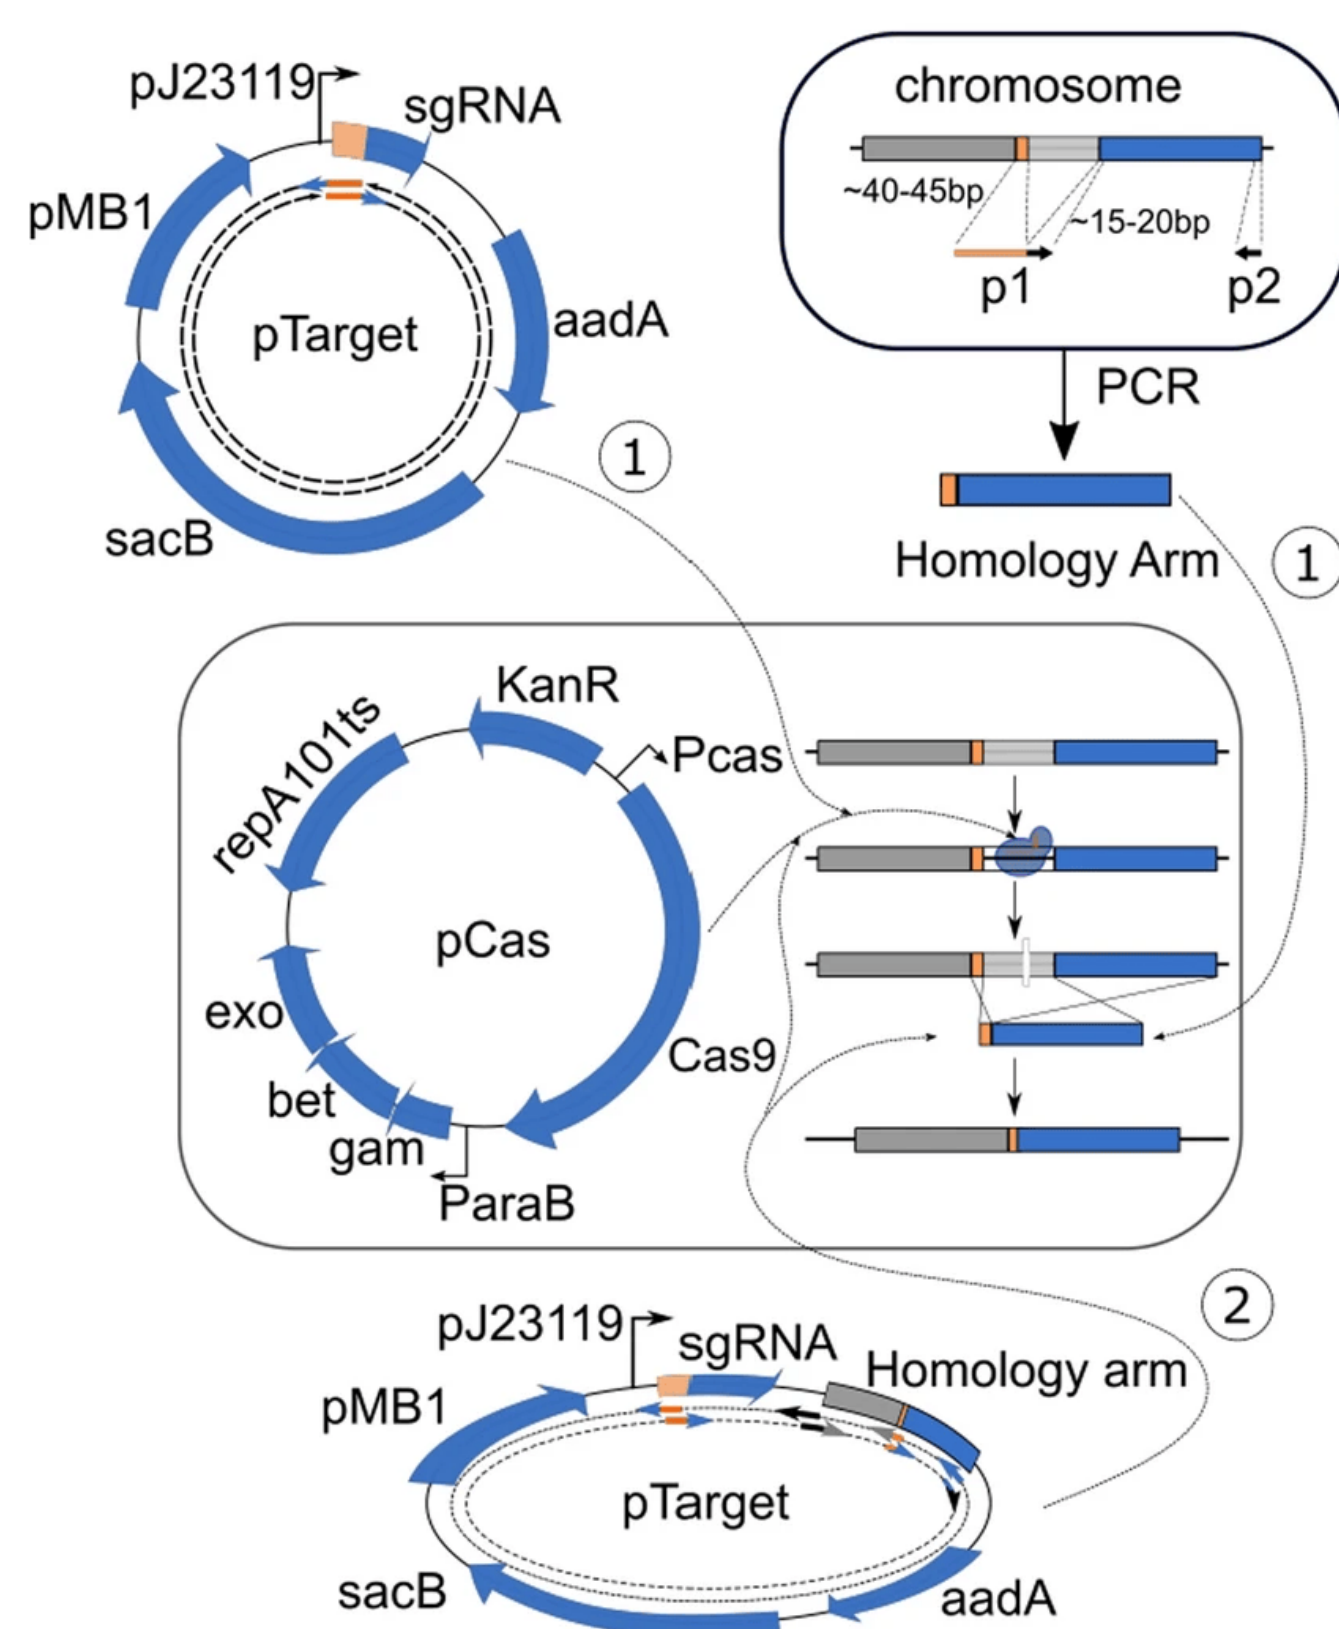 pJ23119
sgRNA
pMB1
pTarget
aadA
sacB
1
chromosome
~40-45bp
~15-20bp
p1
p2
PCR
Homology Arm
1
KanR
repA101ts
Pcas
pCas
exo
Cas9
bet
gam
ParaB
2
pJ23119
sgRNA
Homology arm
pMB1
pTarget
sacB
aadA